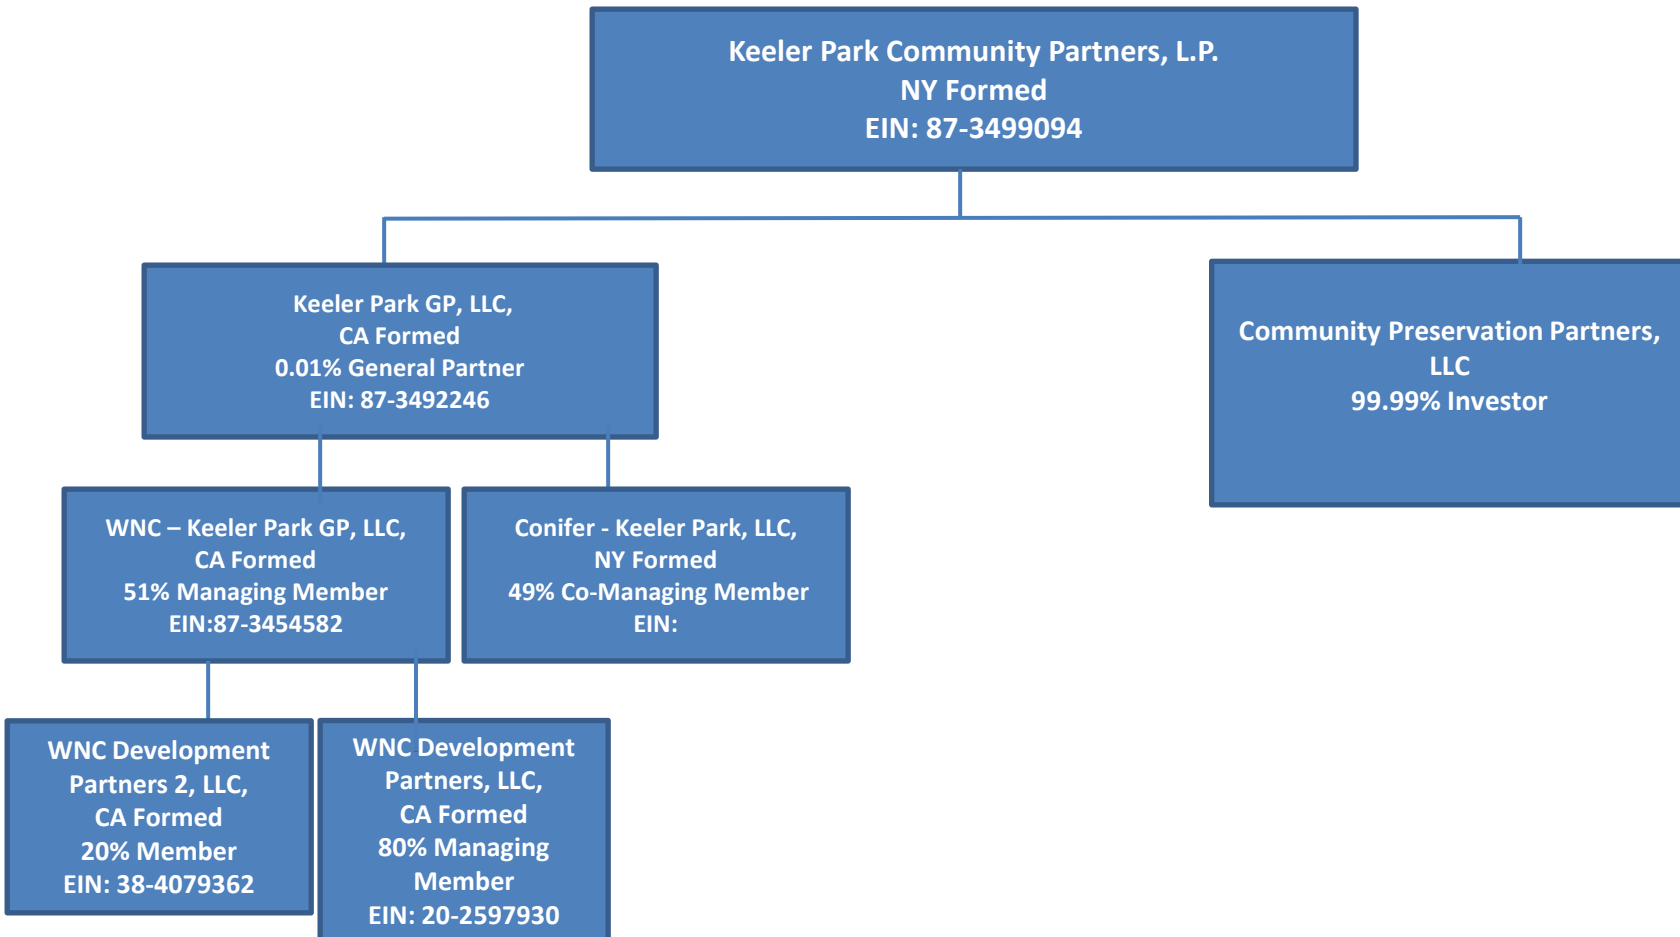 Keeler Park Community Partners, L.P.
NY Formed
EIN: 87-3499094
Keeler Park GP, LLC,
CA Formed
0.01% General Partner
EIN: 87-3492246
Community Preservation Partners,
LLC
99.99% Investor
WNC – Keeler Park GP, LLC,
CA Formed
51% Managing Member
EIN:87-3454582
Conifer - Keeler Park, LLC,
NY Formed
49% Co-Managing Member
EIN:
WNC Development
Partners 2, LLC,
CA Formed
20% Member
EIN: 38-4079362
WNC Development
Partners, LLC,
CA Formed
80% Managing
Member
EIN: 20-2597930